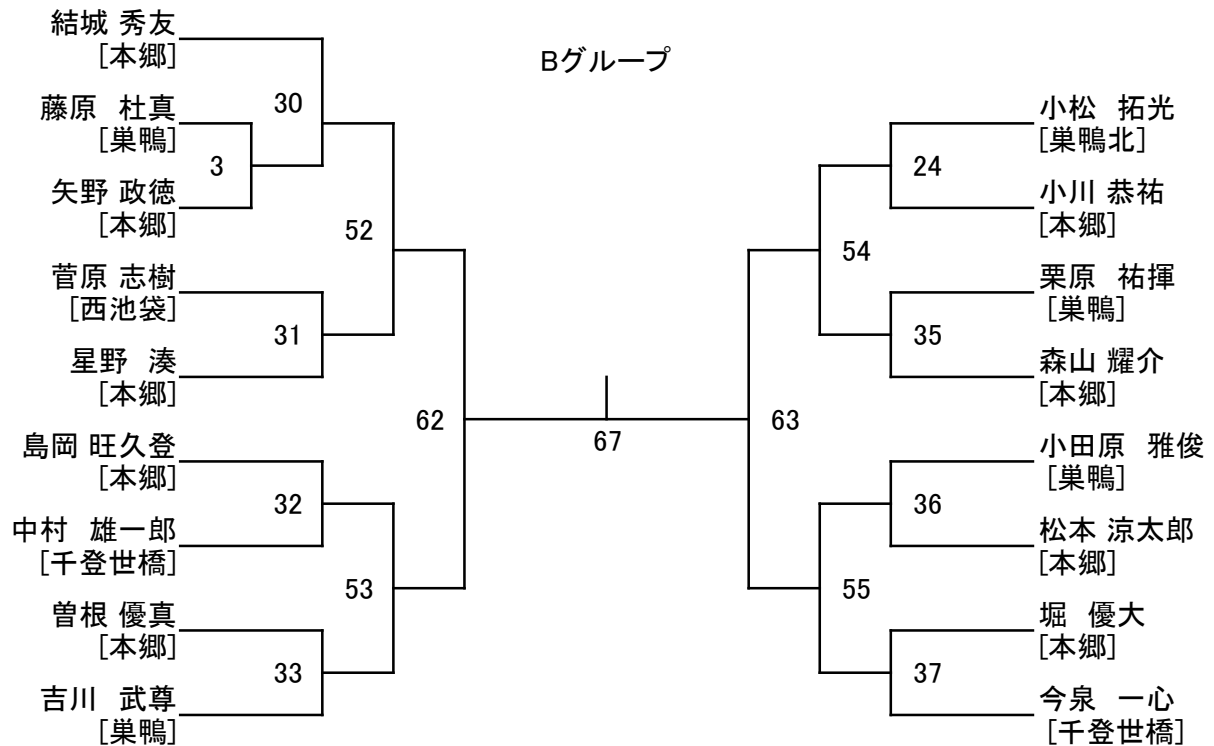 Bグループ
結城 秀友
[本郷]
藤原 杜真
[巣鴨]
矢野 政徳
[本郷]
菅原 志樹
[西池袋]
星野 湊
[本郷]
島岡 旺久登
[本郷]
中村 雄一郎
[千登世橋]
曽根 優真
[本郷]
吉川 武尊
[巣鴨]
30
3
52
31
62
32
53
33
67
小松 拓光
[巣鴨北]
小川 恭祐
[本郷]
栗原 祐揮
[巣鴨]
森山 耀介
[本郷]
小田原 雅俊
[巣鴨]
松本 涼太郎
[本郷]
堀 優大
[本郷]
今泉 一心
[千登世橋]
24
54
35
63
36
55
37